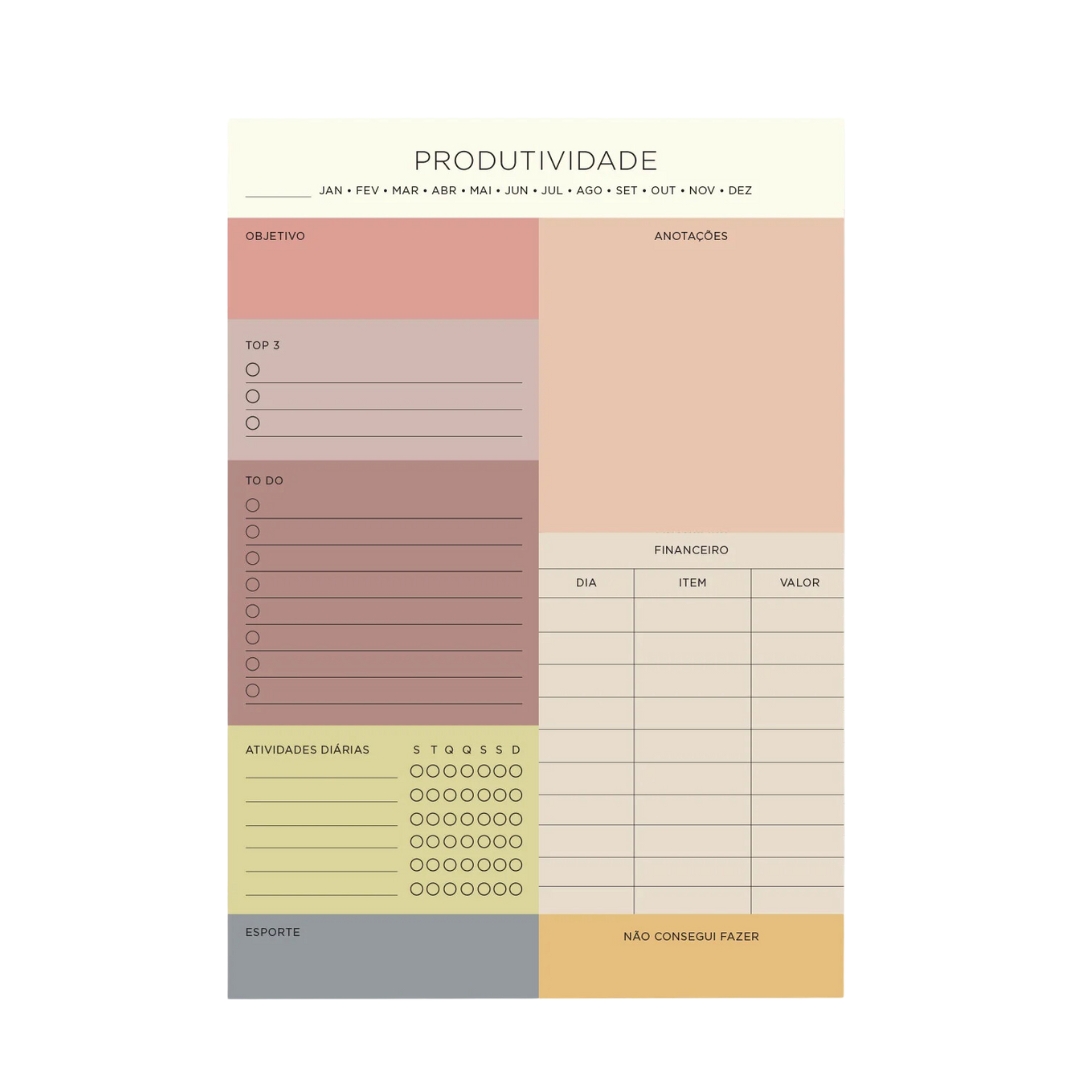 PRODUTIVIDADE
JAN • FEV • MAR • ABR • MAI • JUN • JUL • AGO • SET • OUT • NOV • DEZ
OBJETIVO
TOP 3
TO DO
ATIVIDADES DIÁRIAS S T Q Q S S D
ESPORTE
ANOTAÇÕES
FINANCEIRO
DIA ITEM VALOR
NÃO CONSEGUI FAZER